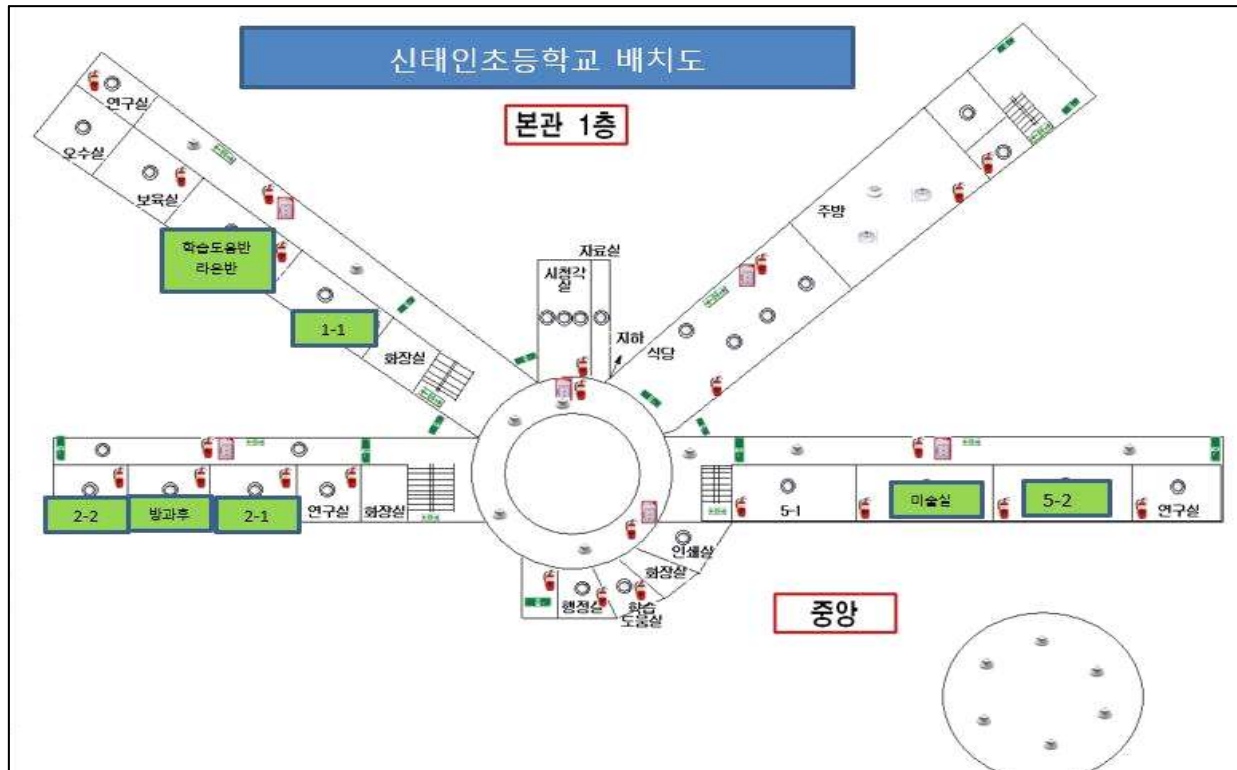 신태인초등학교 배치도
본관 1층
연구실
오수실
보육실
학습도움반
라온반
1-1
화장실
시청각
실
자료실
지하
식당
주방
2-2
방과후
2-1
연구실
화장실
5-1
미술실
5-2
연구실
인쇄실
화장실
행정실
학습
도움실
중앙